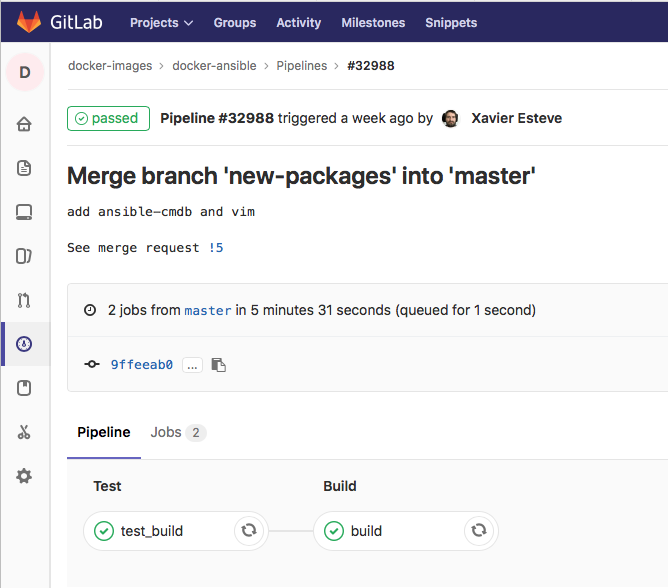 GitLab Projects Groups Activity Milestones Snippets
D
docker-images > docker-ansible > Pipelines > #32988
passed Pipeline #32988 triggered a week ago by Xavier Esteve
Merge branch 'new-packages' into 'master'
add ansible-cmdb and vim
See merge request !5
2 jobs from master in 5 minutes 31 seconds (queued for 1 second)
9ffeeab0 ...
Pipeline Jobs 2
Test Build
test_build build